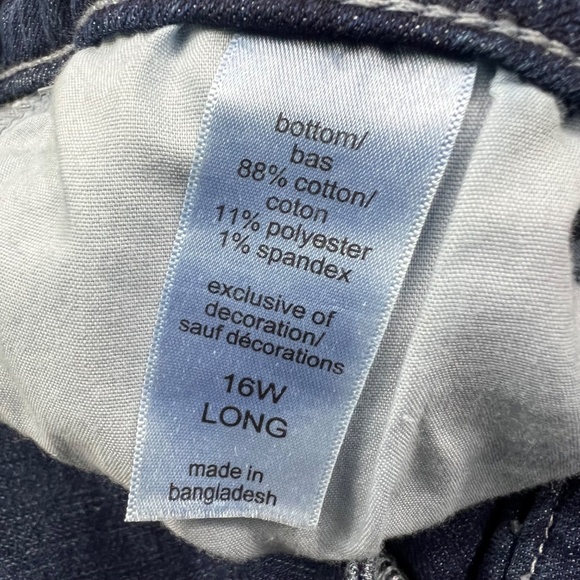 bottom/
bas
88% cotton/
coton
11% polyester
1% spandex
exclusive of
decoration/
sauf décorations
16W
LONG
made in
bangladesh